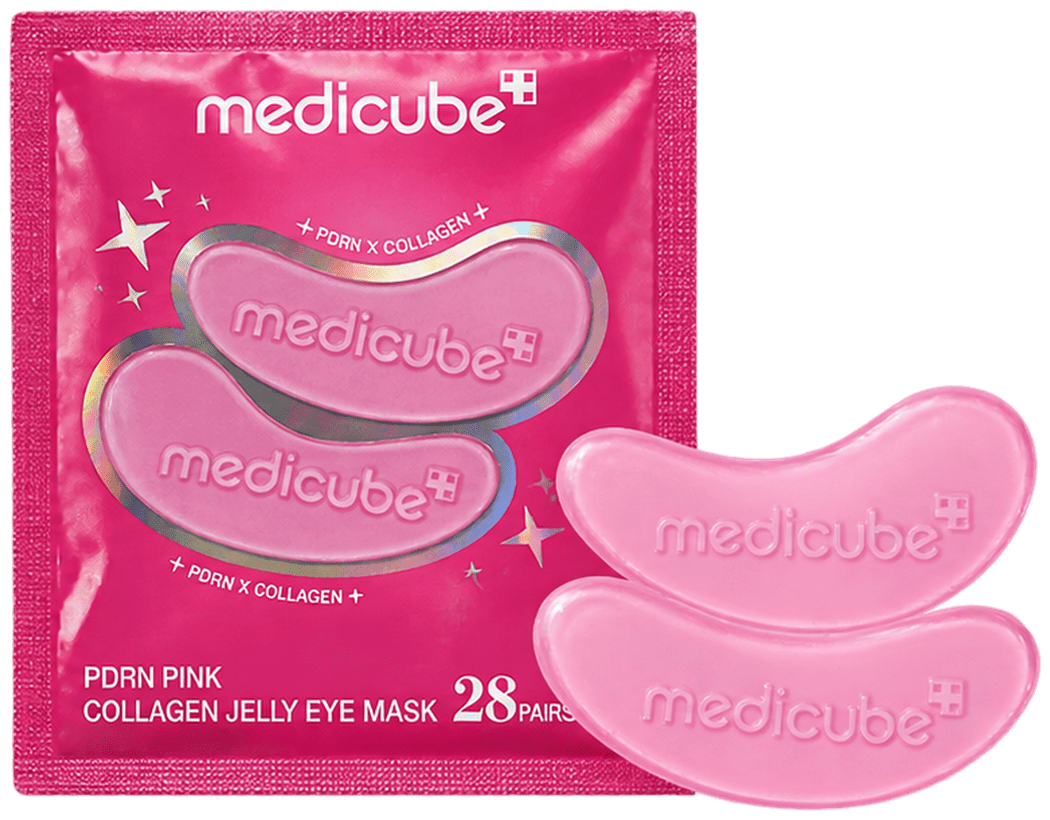 medicube
+ PDRN X COLLAGEN +
medicube
medicube
+ PDRN X COLLAGEN +
PDRN PINK
COLLAGEN JELLY EYE MASK 28 PAIRS
medicube
medicube